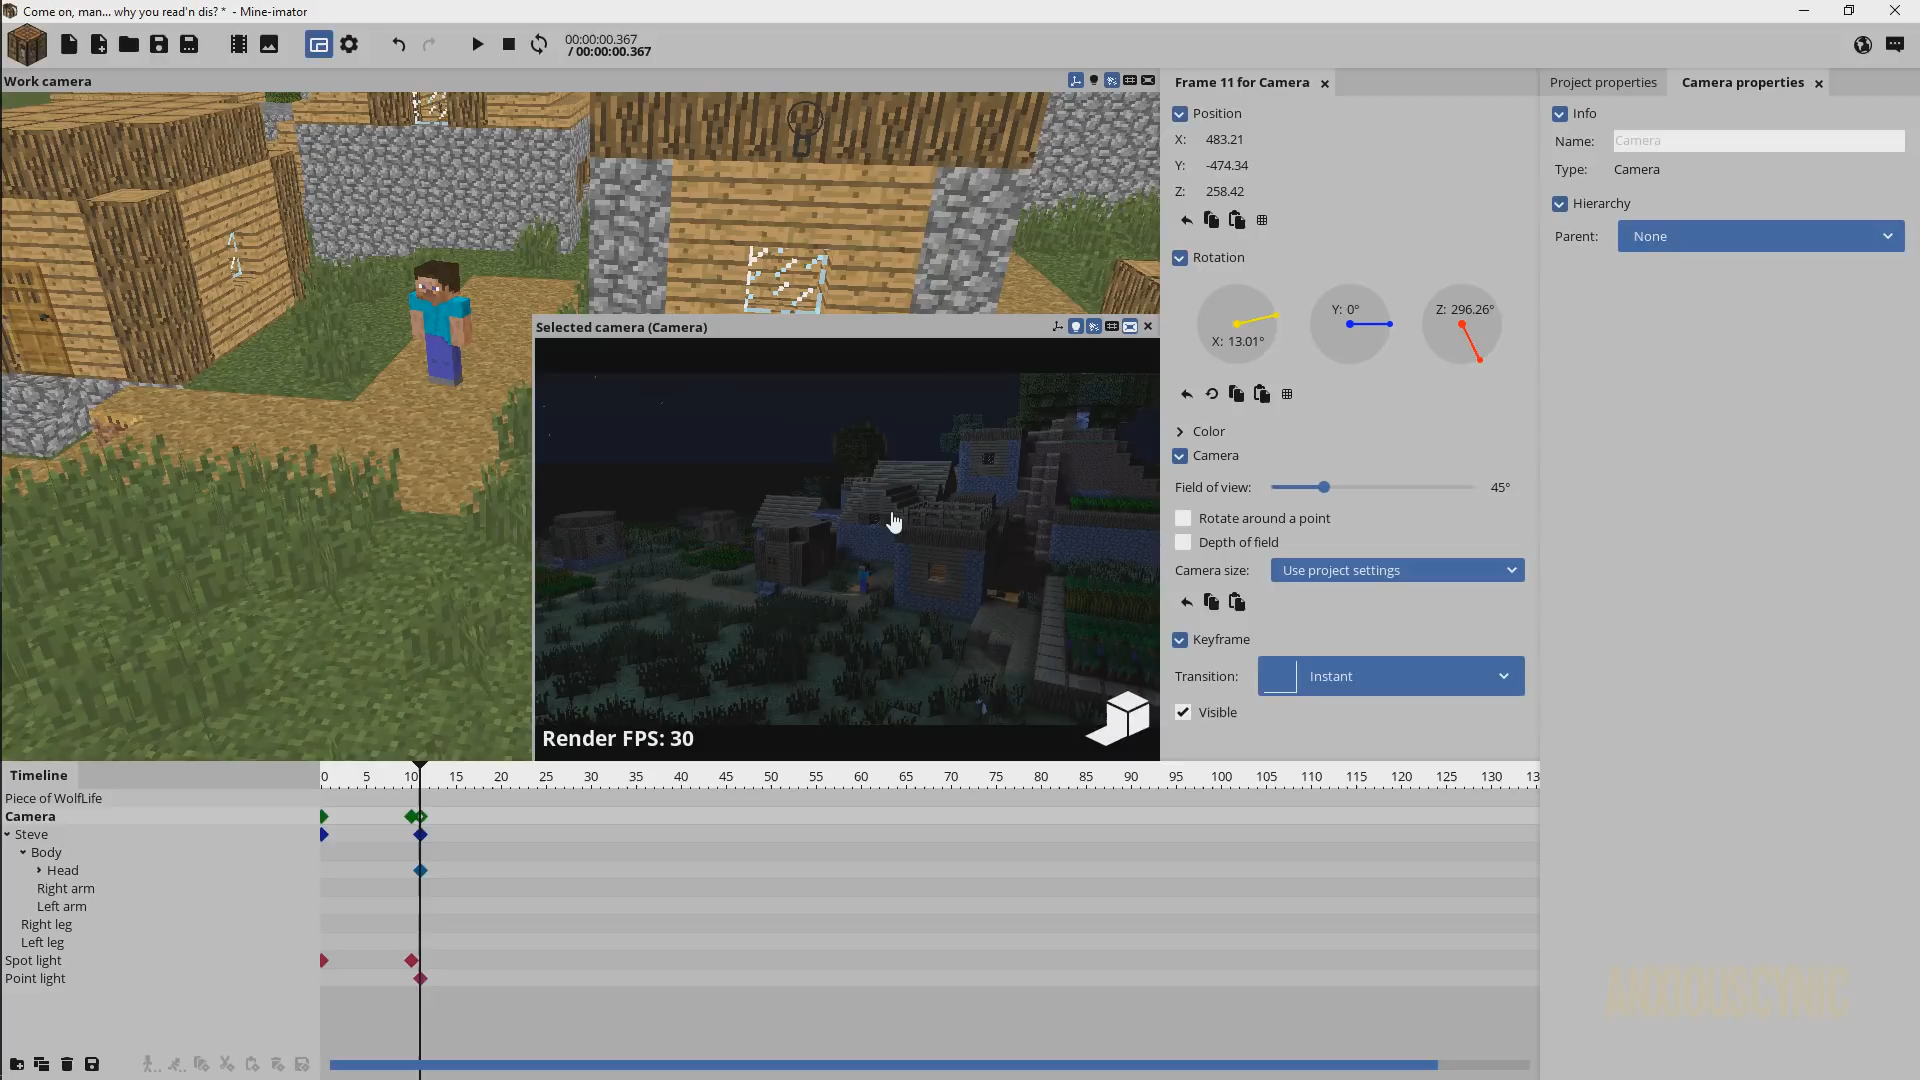 Come on, man... why you read'n dis? * - Mine-imator
00:00:00.367
/ 00:00:00.367
Work camera
Frame 11 for Camera
Project properties
Camera properties
Position
X: 483.21
Y: -474.34
Z: 258.42
Rotation
X: 13.01°
Y: 0°
Z: 296.26°
Color
Camera
Field of view: 45°
Rotate around a point
Depth of field
Camera size: Use project settings
Keyframe
Transition: Instant
Visible
Info
Name: Camera
Type: Camera
Hierarchy
Parent: None
Selected camera (Camera)
Render FPS: 30
Timeline
0 5 10 15 20 25 30 35 40 45 50 55 60 65 70 75 80 85 90 95 100 105 110 115 120 125 130 13
Piece of WolfLife
Camera
Steve
Body
Head
Right arm
Left arm
Right leg
Left leg
Spot light
Point light
ANXIOUSCYNIC